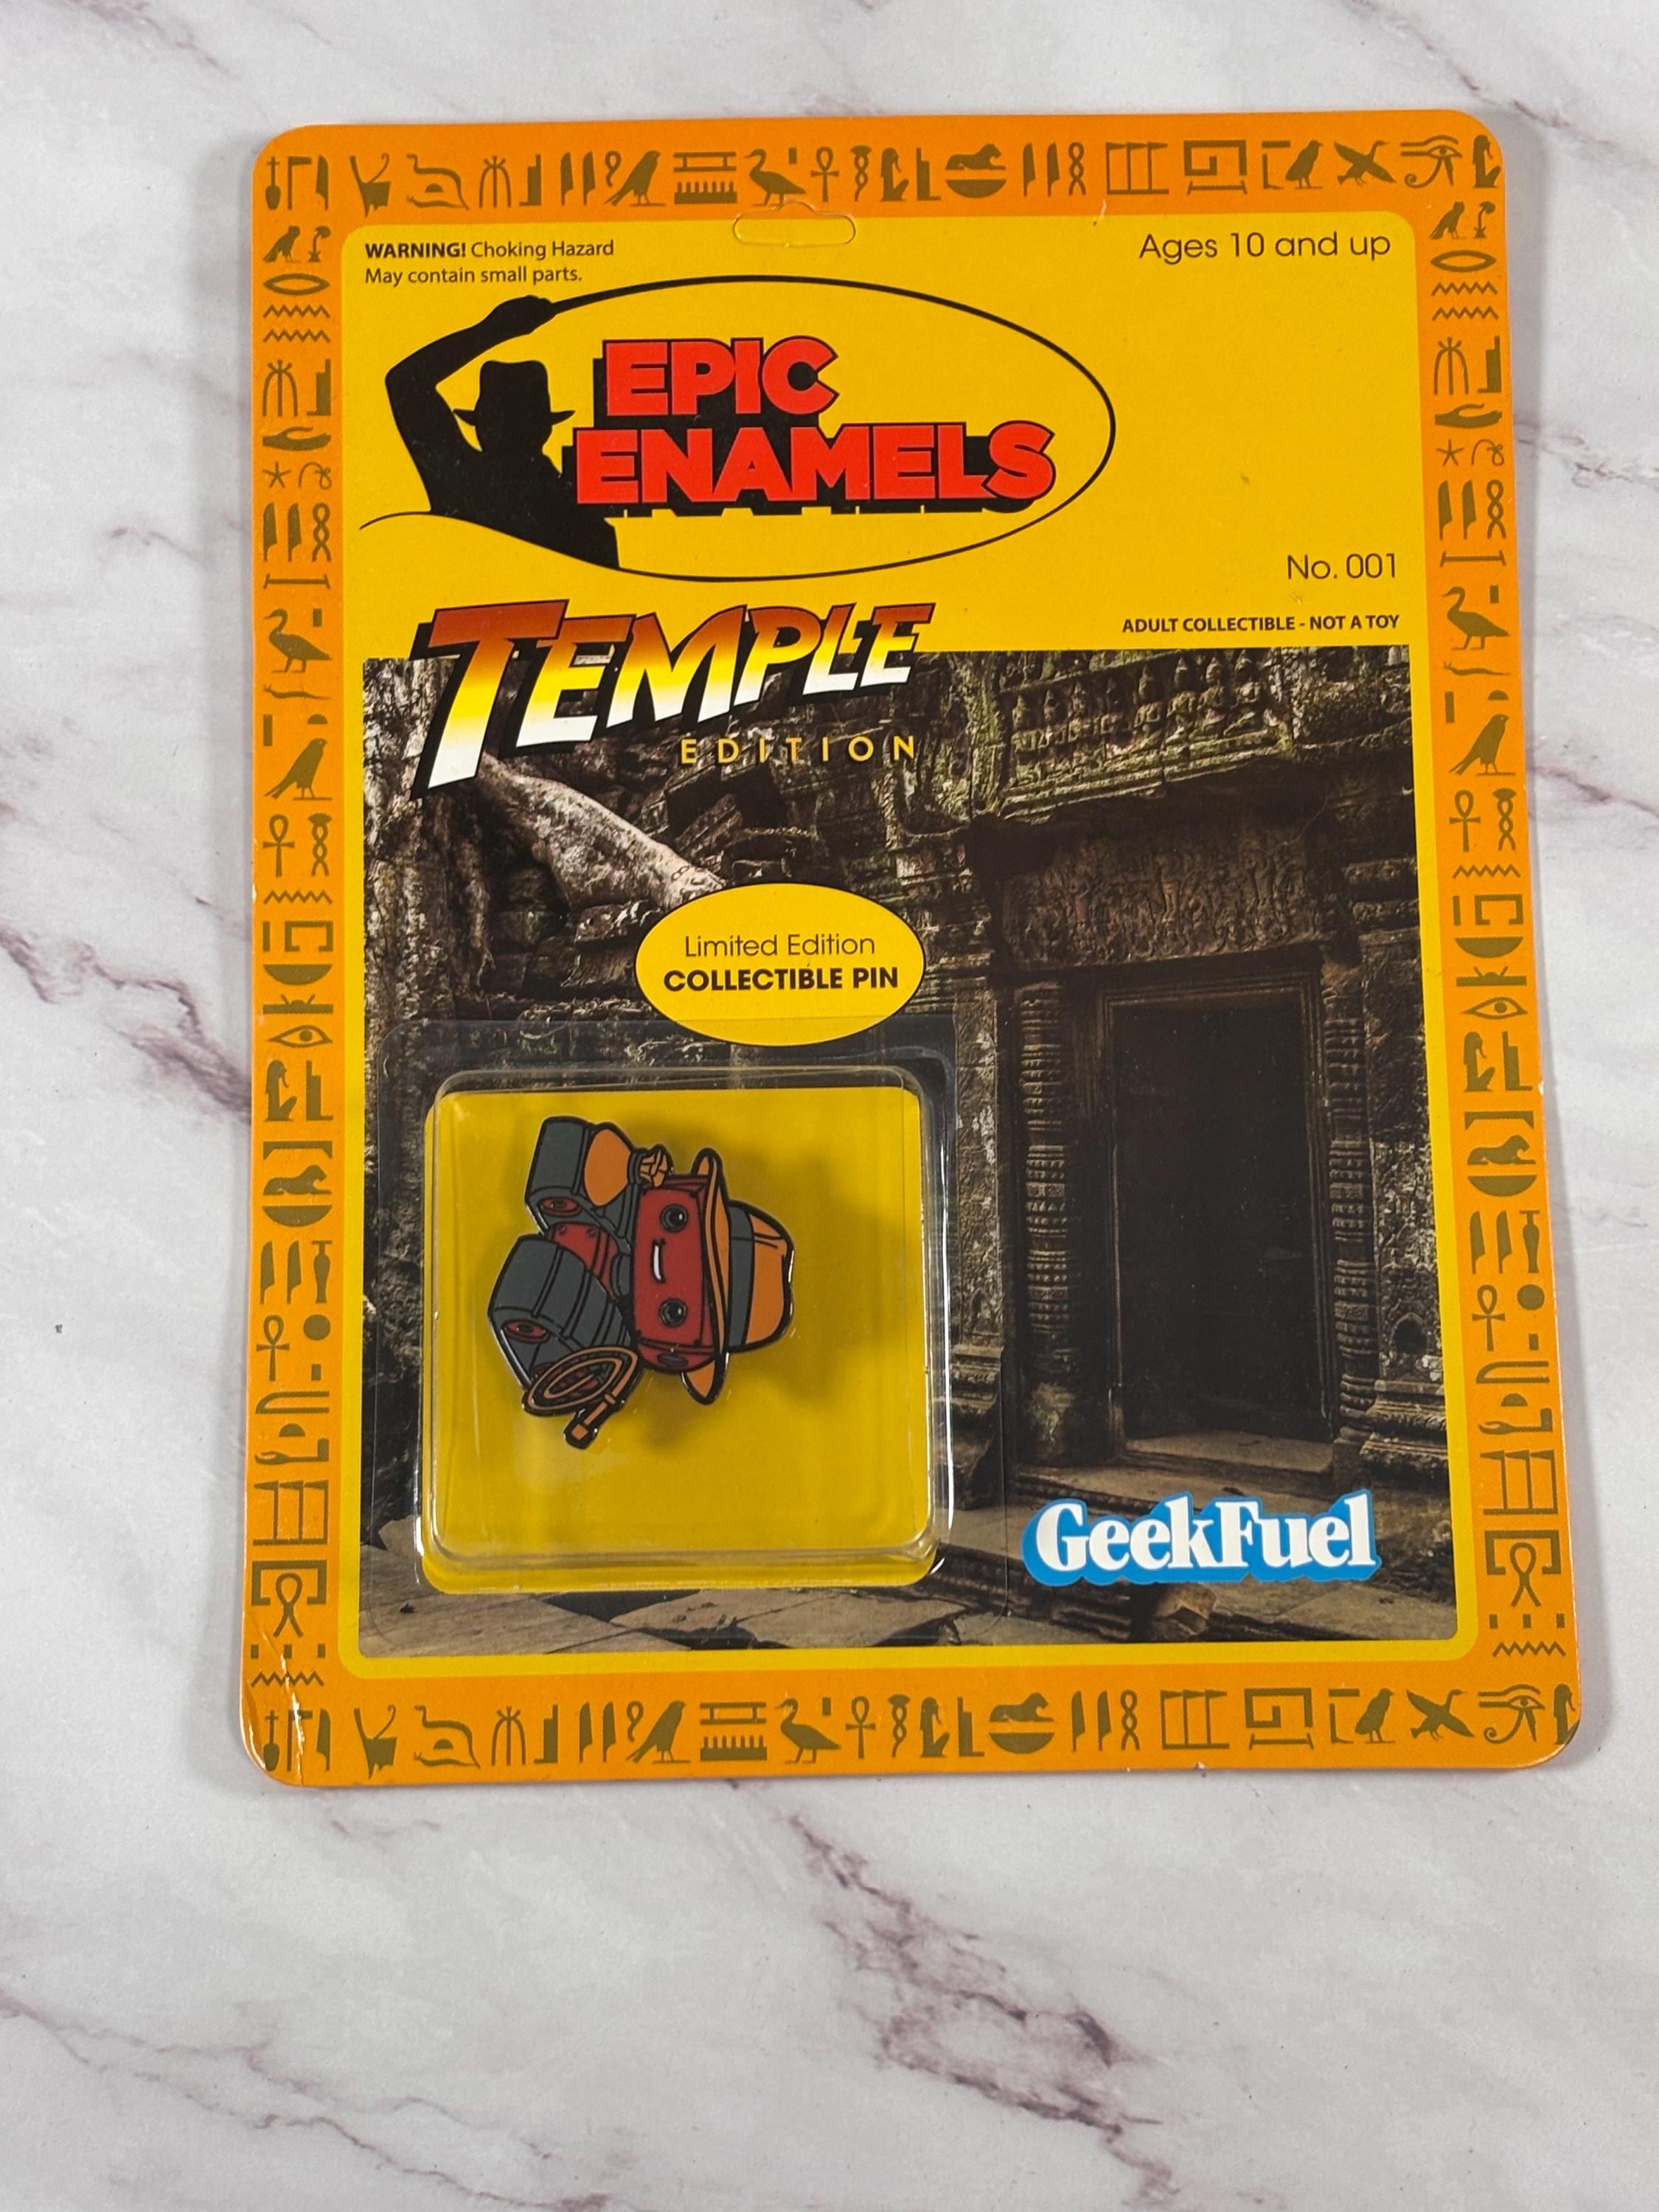 WARNING! Choking Hazard
May contain small parts.
Ages 10 and up
EPIC
ENAMELS
No. 001
ADULT COLLECTIBLE - NOT A TOY
TEMPLE
EDITION
Limited Edition
COLLECTIBLE PIN
GeekFuel